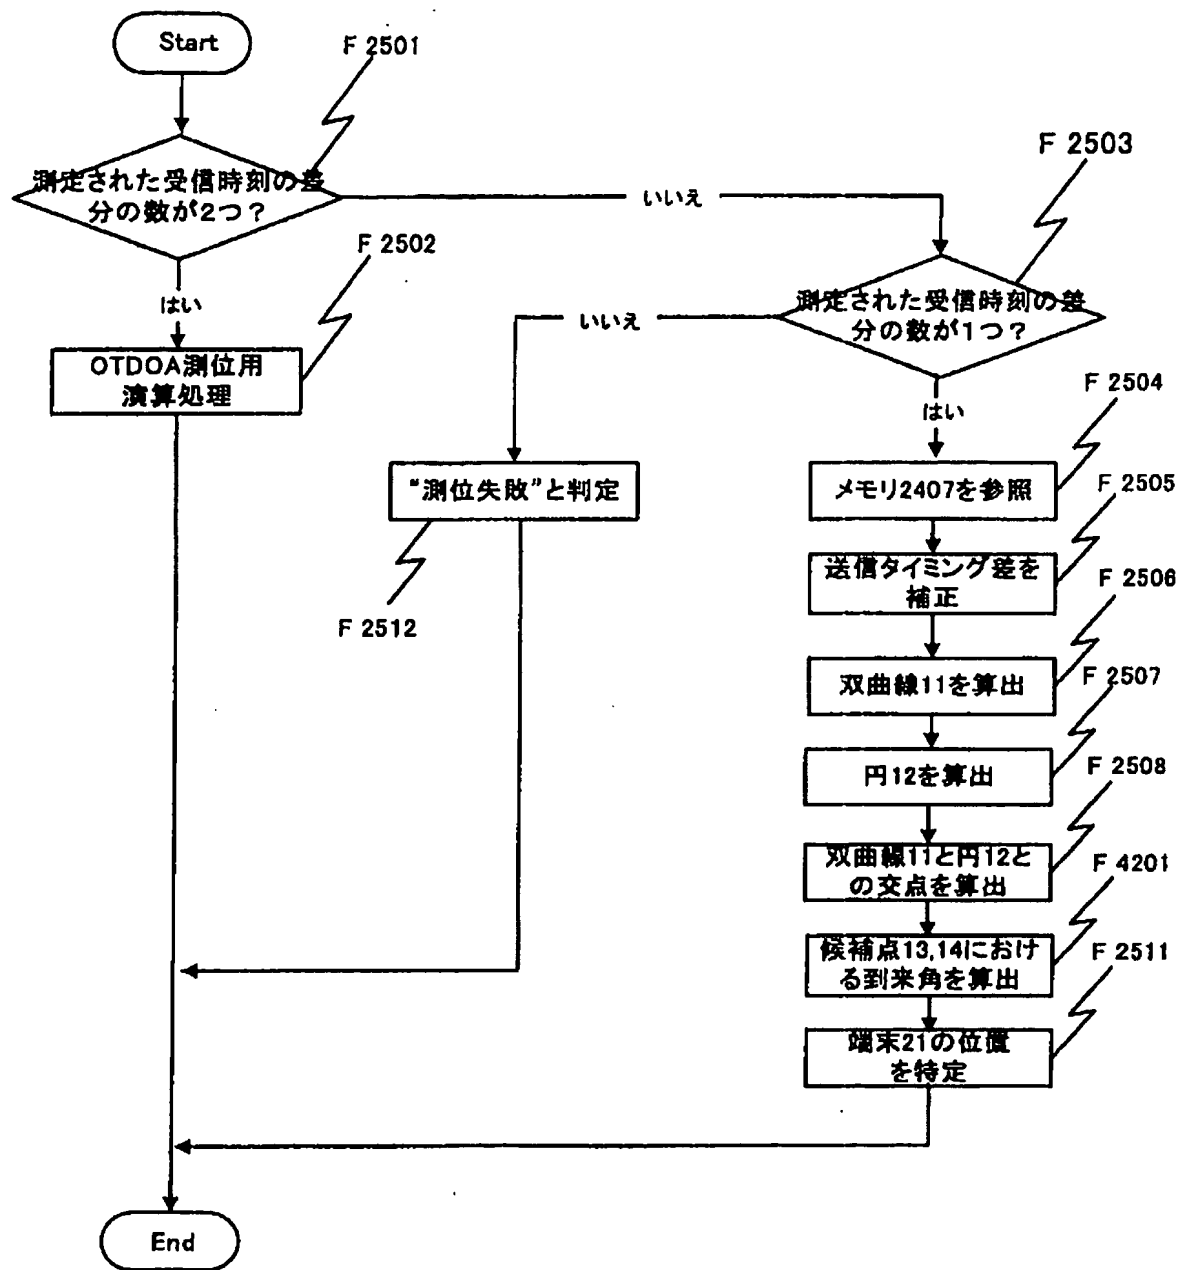 Start
F 2501
測定された受信時刻の差
分の数が2つ?
いいえ
F 2503
F 2502
はい
測定された受信時刻の差
分の数が1つ?
いいえ
OTDOA測位用
演算処理
はい
F 2504
"測位失敗"と判定
メモリ2407を参照
F 2505
送信タイミング差を
補正
F 2506
F 2512
双曲線11を算出
F 2507
円12を算出
F 2508
双曲線11と円12と
の交点を算出
F 4201
候補点13,14におけ
る到来角を算出
F 2511
端末21の位置
を特定
End